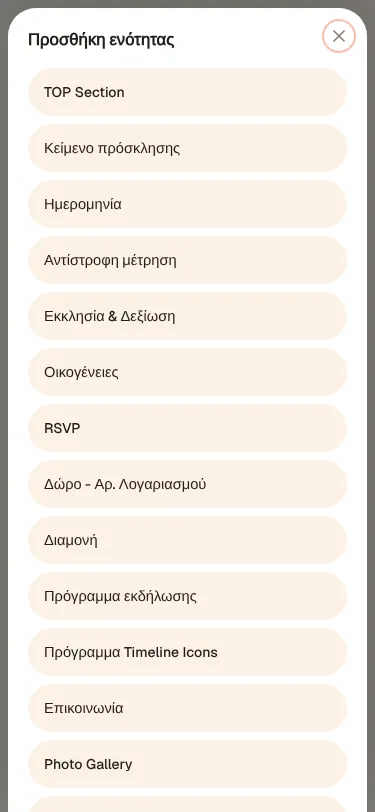 Προσθήκη ενότητας
TOP Section
Κείμενο πρόσκλησης
Ημερομηνία
Αντίστροφη μέτρηση
Εκκλησία & Δεξίωση
Οικογένειες
RSVP
Δώρο - Αρ. Λογαριασμού
Διαμονή
Πρόγραμμα εκδήλωσης
Πρόγραμμα Timeline Icons
Επικοινωνία
Photo Gallery